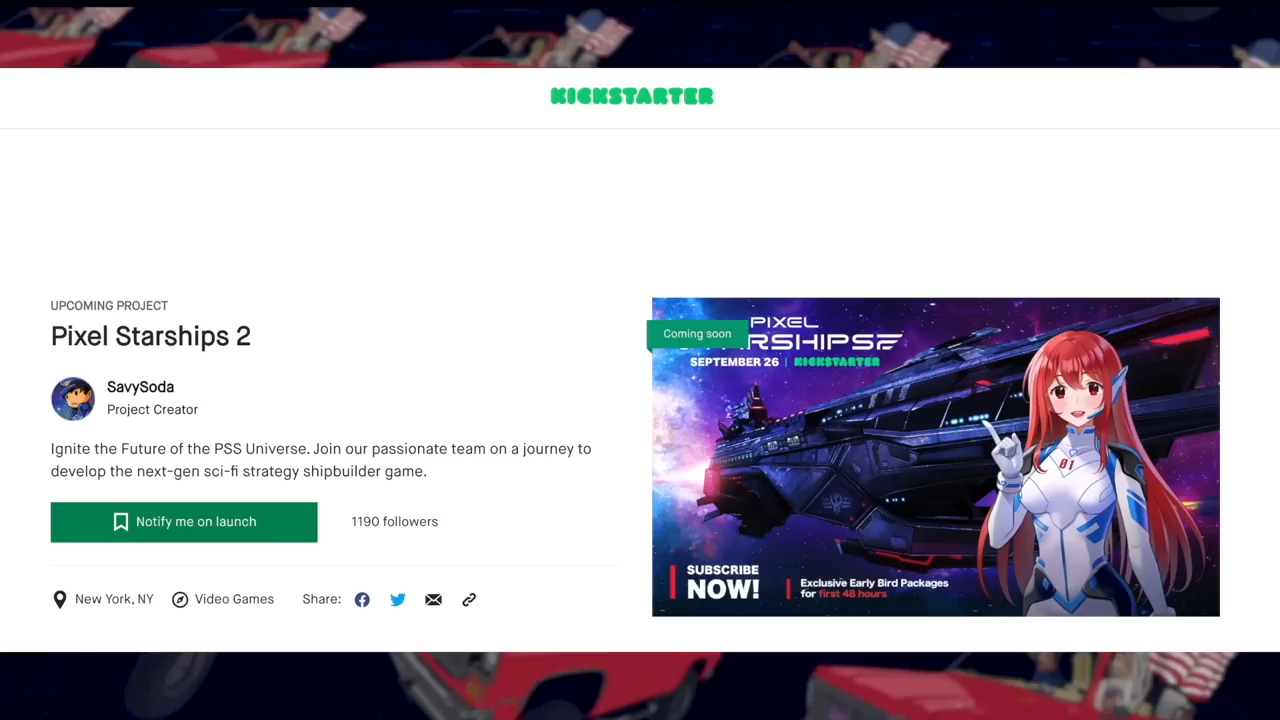 KICKSTARTER
UPCOMING PROJECT
Pixel Starships 2
SavySoda
Project Creator
Ignite the Future of the PSS Universe. Join our passionate team on a journey to
develop the next-gen sci-fi strategy shipbuilder game.
Notify me on launch
1190 followers
New York, NY
Video Games
Share:
Coming soon
PIXEL
RSHIPS
SEPTEMBER 26 | KICKSTARTER
01
SUBSCRIBE
NOW!
Exclusive Early Bird Packages
for first 48 hours